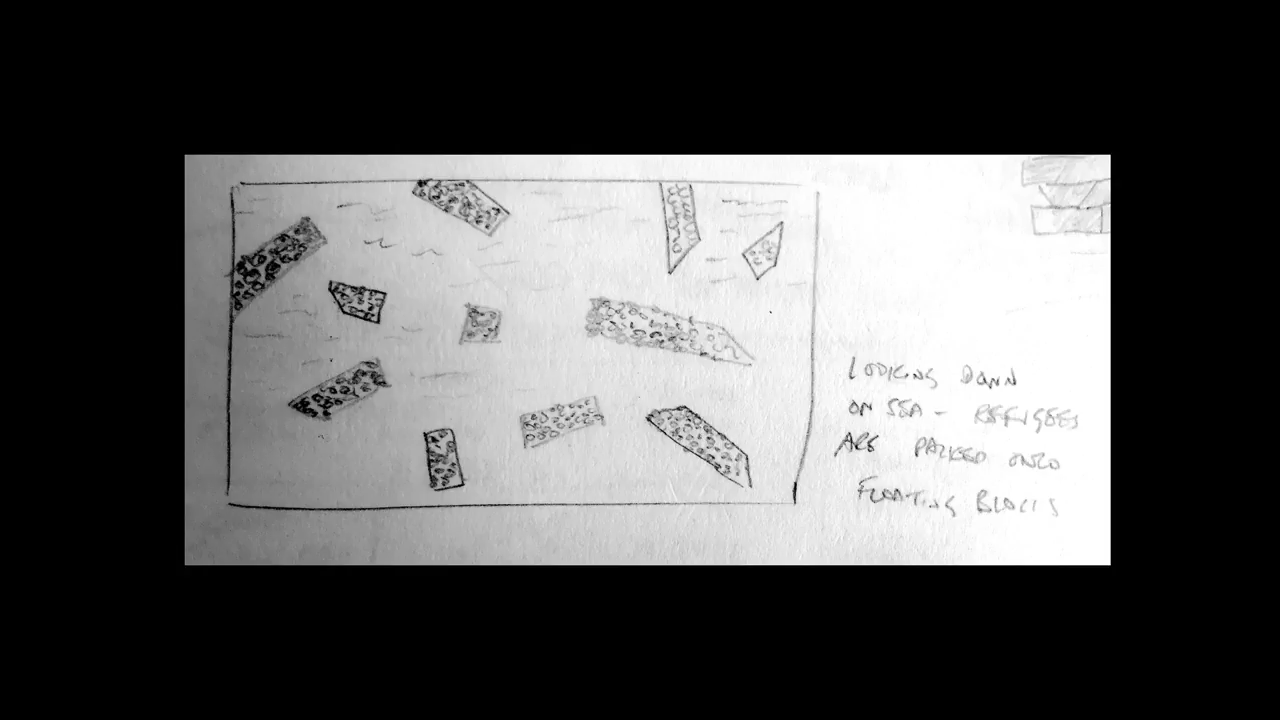 LOOKING DOWN
ON SEA - REFUGEES
ARE PACKED ONTO
FLOATING BLOCKS